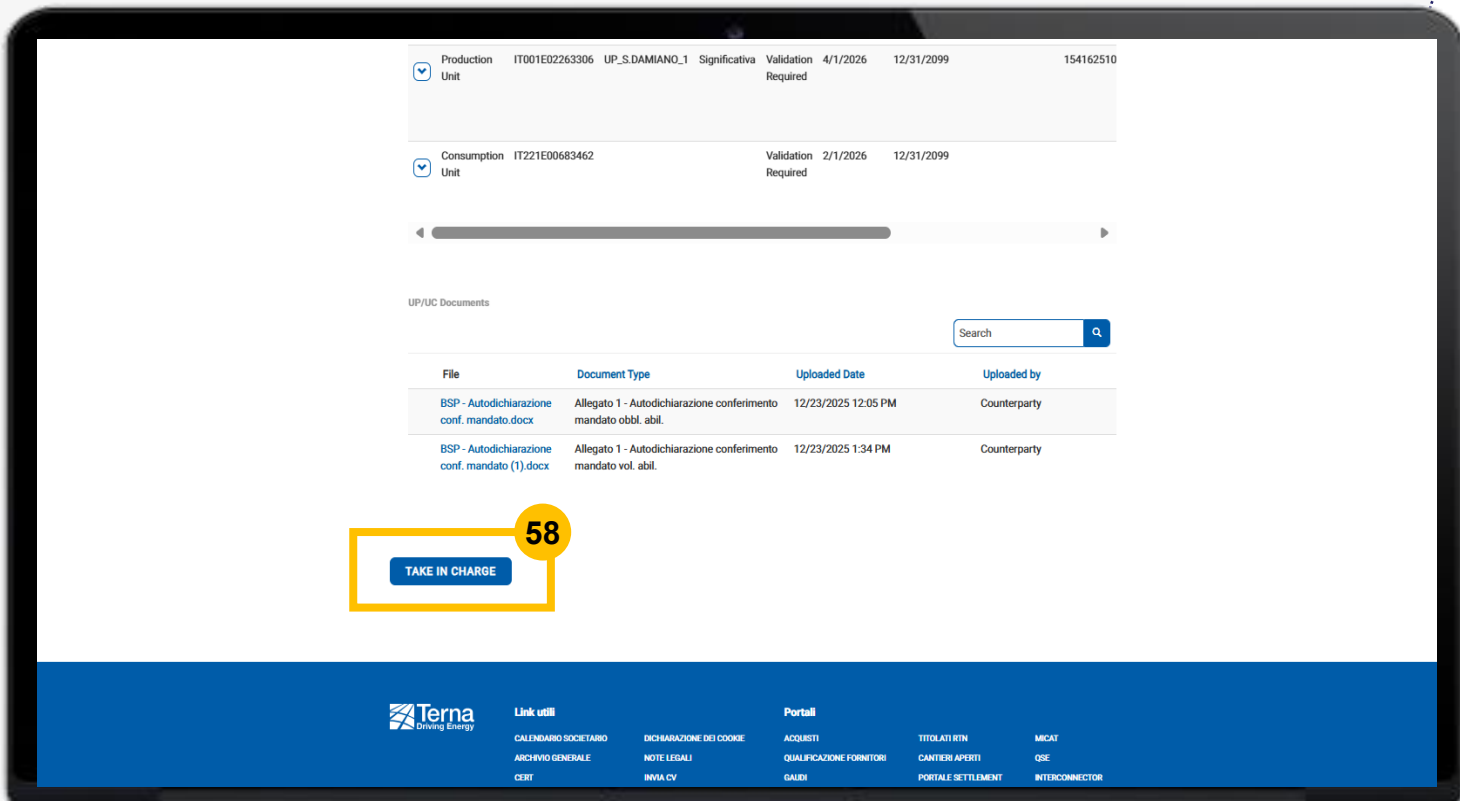 Production IT001E02263306 UP_S.DAMIANO_1 Significativa Validation 4/1/2026 12/31/2099 154162510
Unit Required
Consumption IT221E00683462 Validation 2/1/2026 12/31/2099
Unit Required
UP/UC Documents
Search
File Document Type Uploaded Date Uploaded by
BSP - Autodichiarazione Allegato 1 - Autodichiarazione conferimento 12/23/2025 12:05 PM Counterparty
conf. mandato.docx mandato obbl. abil.
BSP - Autodichiarazione Allegato 1 - Autodichiarazione conferimento 12/23/2025 1:34 PM Counterparty
conf. mandato (1).docx mandato vol. abil.
58
TAKE IN CHARGE
Terna Link utili Portali
Driving Energy
CALENDARIO SOCIETARIO DICHIARAZIONE DEI COOKIE ACQUISTI TITOLATI RTN MICAT
ARCHIVIO GENERALE NOTE LEGALI QUALIFICAZIONE FORNITORI CANTIERI APERTI QSE
CERT INVIA CV GAUDI PORTALE SETTLEMENT INTERCONNECTOR